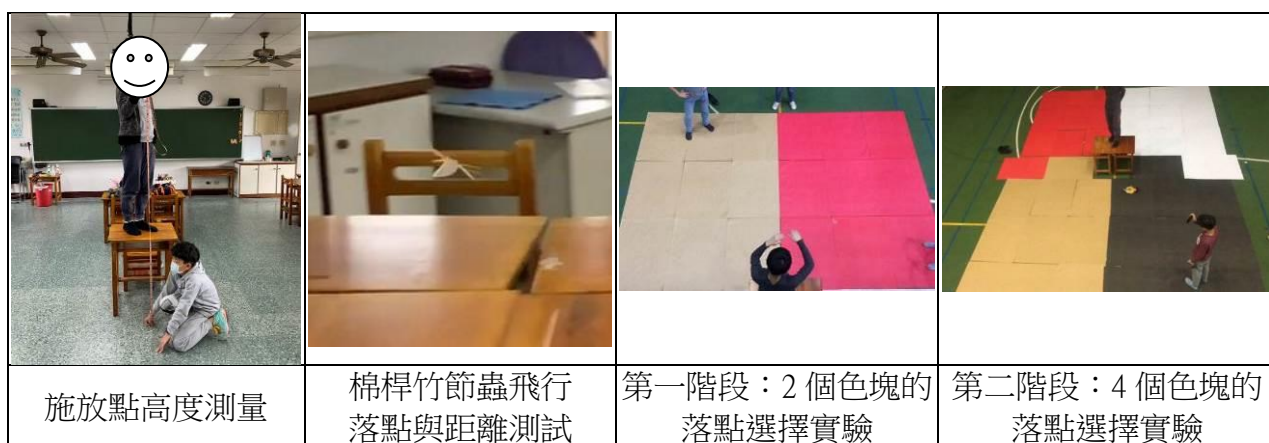 施放點高度測量
棉桿竹節蟲飛行
落點與距離測試
第一階段：2 個色塊的
落點選擇實驗
第二階段：4 個色塊的
落點選擇實驗